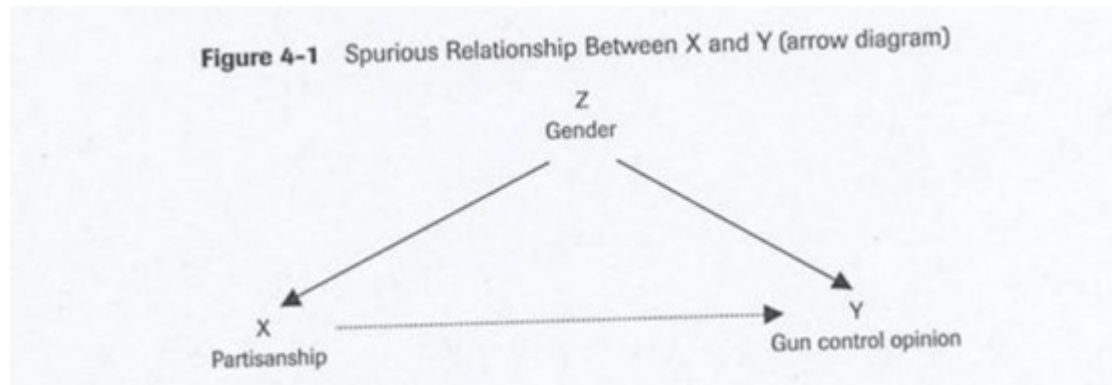 Figure 4-1 Spurious Relationship Between X and Y (arrow diagram)
Z
Gender
X
Partisanship
Y
Gun control opinion